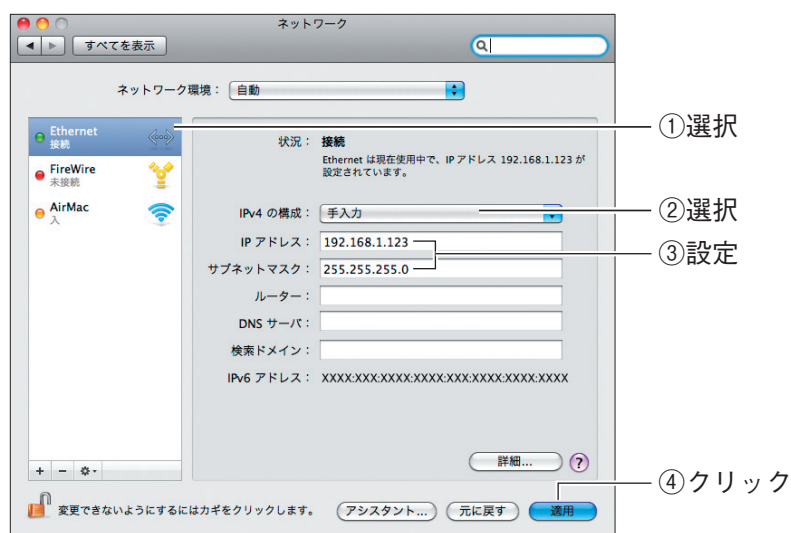 ネットワーク
すべてを表示
ネットワーク環境： 自動
Ethernet
接続
FireWire
未接続
AirMac
入
状況： 接続
Ethernet は現在使用中で、IP アドレス 192.168.1.123 が
設定されています。
IPv4 の構成： 手入力
IP アドレス： 192.168.1.123
サブネットマスク： 255.255.255.0
ルーター：
DNS サーバ：
検索ドメイン：
IPv6 アドレス： XXXX:XXX:XXXX:XXXX:XXX:XXXX:XXXX:XXXX
詳細... ?
+ −
変更できないようにするにはカギをクリックします。
アシスタント... 元に戻す 適用
①選択
②選択
③設定
④クリック